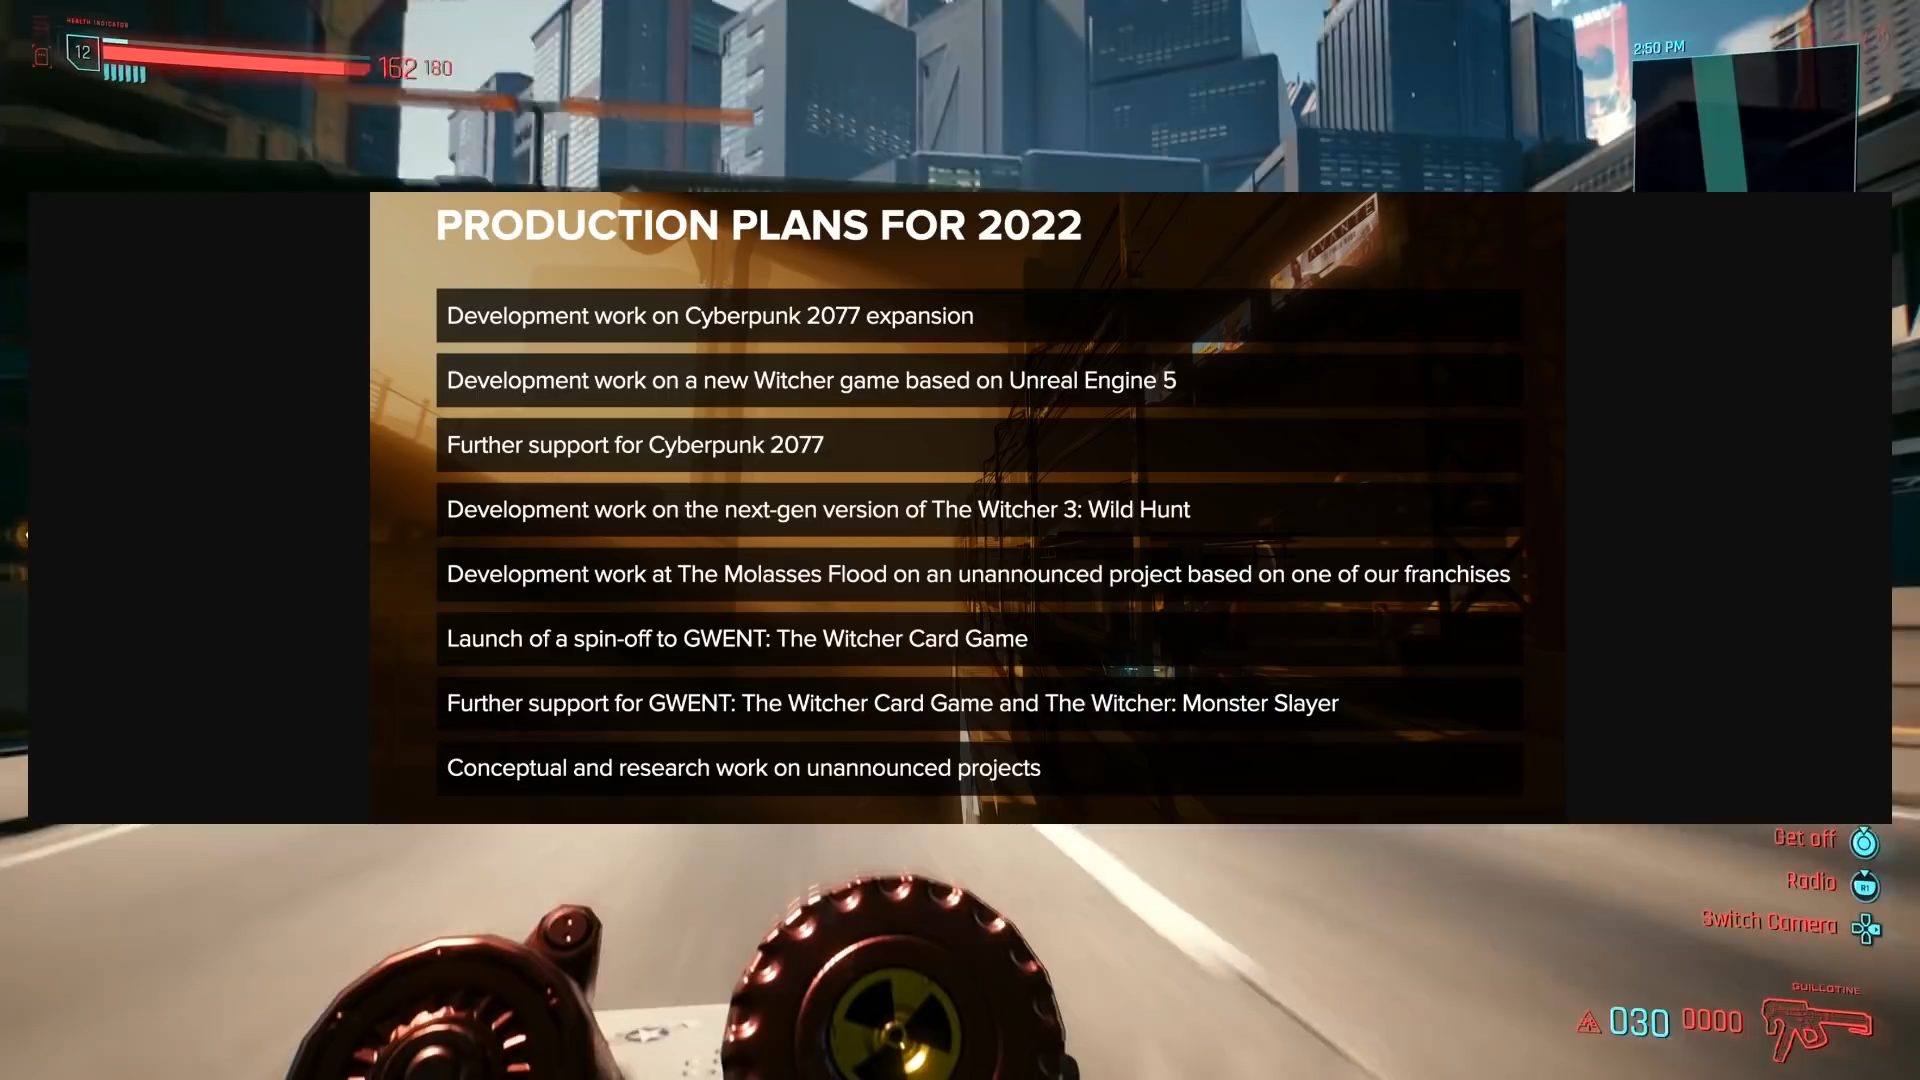 HEALTH INDICATOR
12
162 180
2:50 PM
PRODUCTION PLANS FOR 2022
Development work on Cyberpunk 2077 expansion
Development work on a new Witcher game based on Unreal Engine 5
Further support for Cyberpunk 2077
Development work on the next-gen version of The Witcher 3: Wild Hunt
Development work at The Molasses Flood on an unannounced project based on one of our franchises
Launch of a spin-off to GWENT: The Witcher Card Game
Further support for GWENT: The Witcher Card Game and The Witcher: Monster Slayer
Conceptual and research work on unannounced projects
Get off
Radio R1
Switch Camera
GUILLOTINE
030 0000